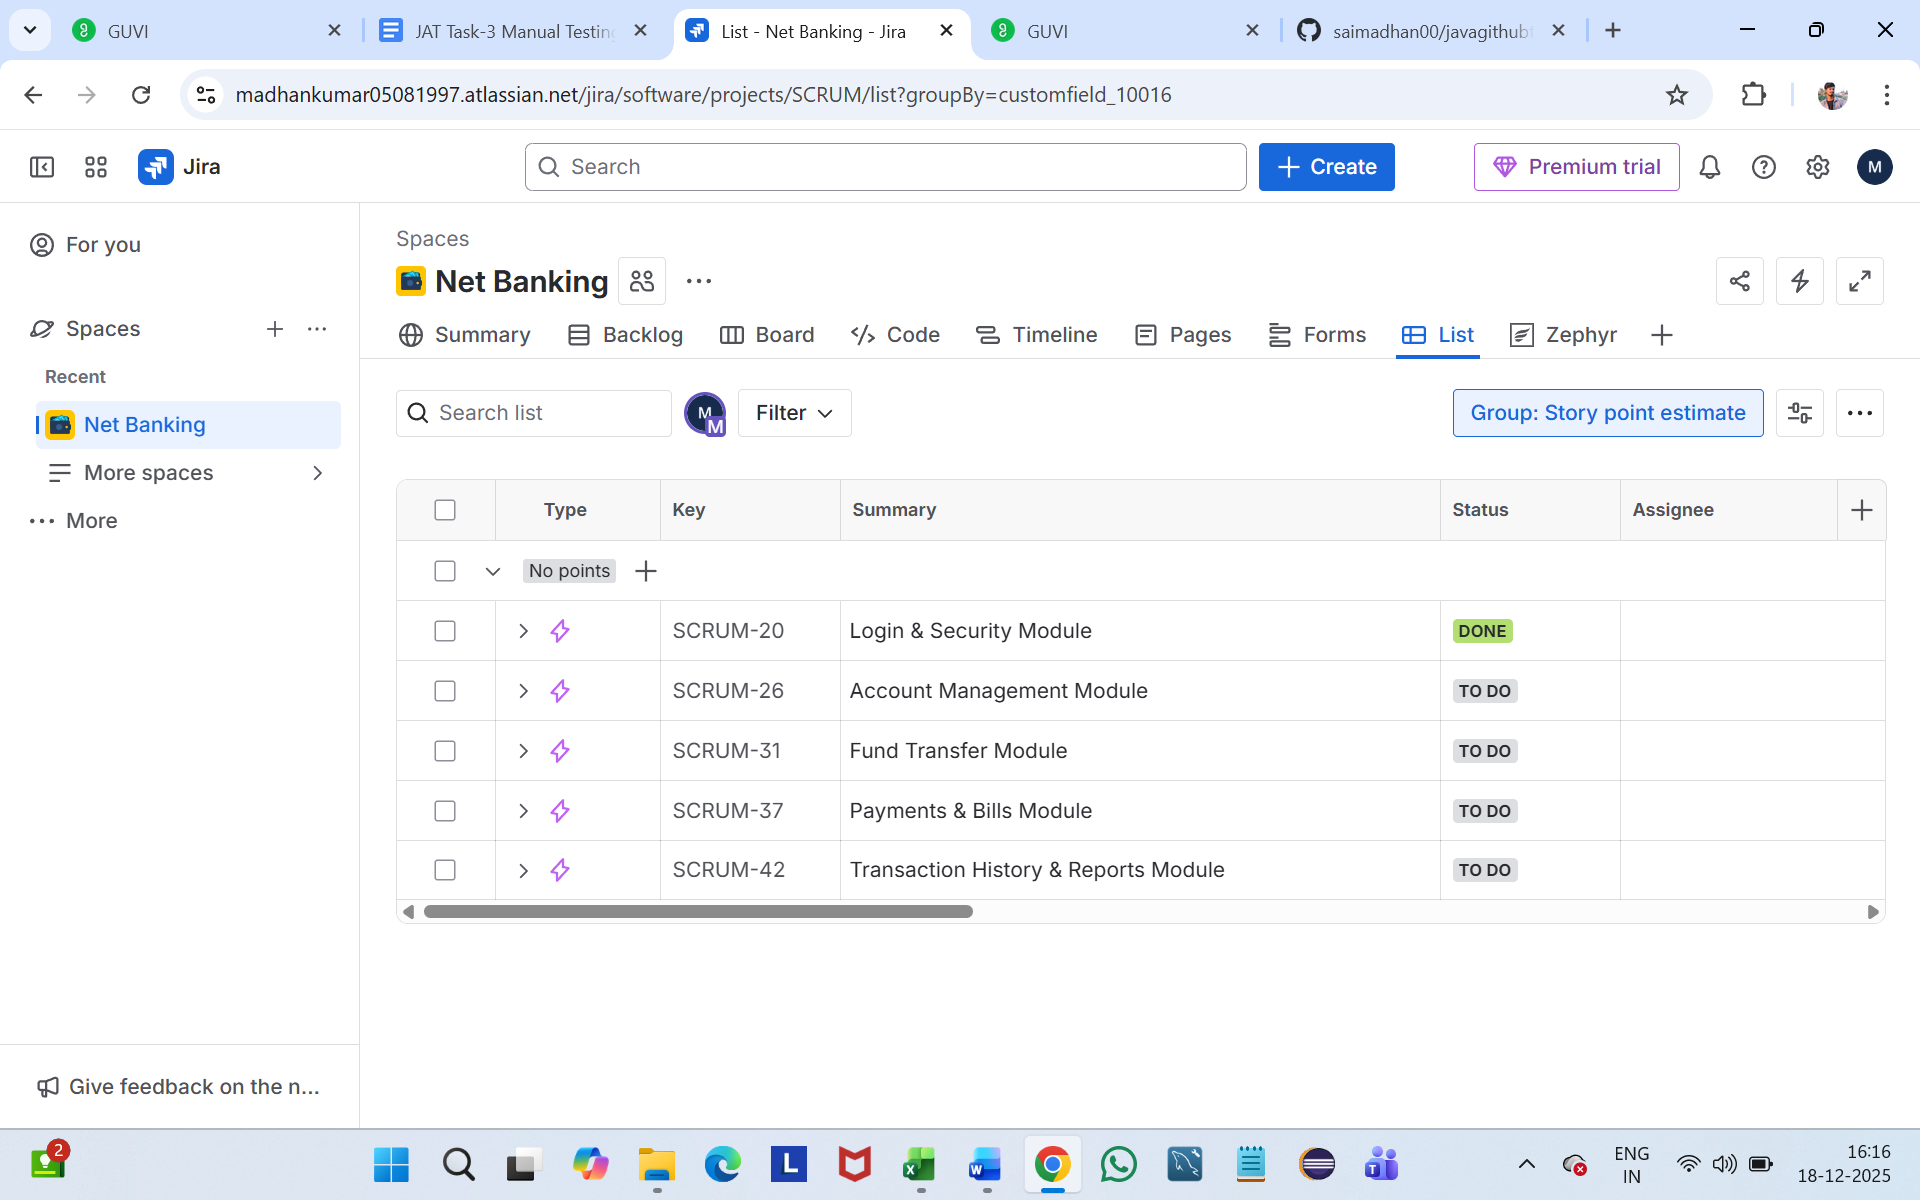 GUVI
JAT Task-3 Manual Testing
List - Net Banking - Jira
GUVI
saimadhan00/javagithub
madhankumar05081997.atlassian.net/jira/software/projects/SCRUM/list?groupBy=customfield_10016
Jira
Search
Create
Premium trial
M
For you
Spaces
Recent
Net Banking
More spaces
More
Give feedback on the n...
Spaces
Net Banking
Summary
Backlog
Board
Code
Timeline
Pages
Forms
List
Zephyr
Search list
M
M
Filter
Group: Story point estimate
Type Key Summary Status Assignee
No points
SCRUM-20 Login & Security Module DONE
SCRUM-26 Account Management Module TO DO
SCRUM-31 Fund Transfer Module TO DO
SCRUM-37 Payments & Bills Module TO DO
SCRUM-42 Transaction History & Reports Module TO DO
2
L
ENG
IN
16:16
18-12-2025